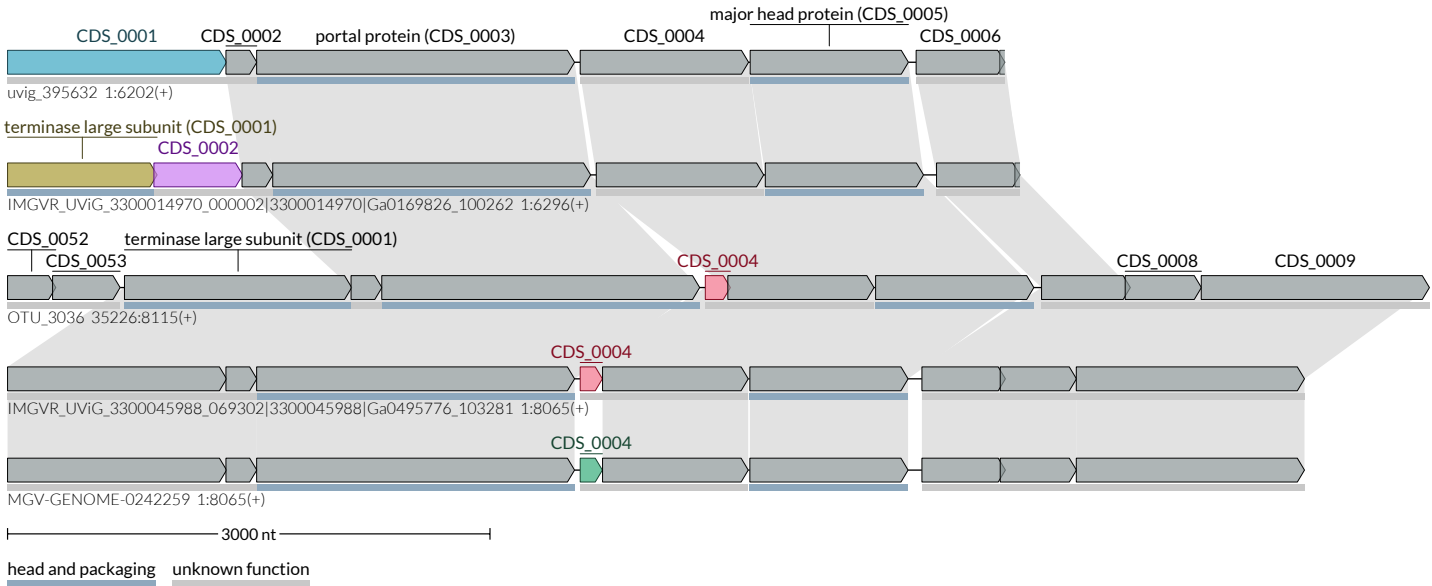 major head protein (CDS_0005)
CDS_0001 CDS_0002 portal protein (CDS_0003) CDS_0004 CDS_0006
uvig_395632 1:6202(+)
terminase large subunit (CDS_0001)
CDS_0002
IMGVR_UViG_3300014970_000002|3300014970|Ga0169826_100262 1:6296(+)
CDS_0052 terminase large subunit (CDS_0001)
CDS_0053 CDS_0004 CDS_0008 CDS_0009
OTU_3036 35226:8115(+)
CDS_0004
IMGVR_UViG_3300045988_069302|3300045988|Ga0495776_103281 1:8065(+)
CDS_0004
MGV-GENOME-0242259 1:8065(+)
3000 nt
head and packaging unknown function